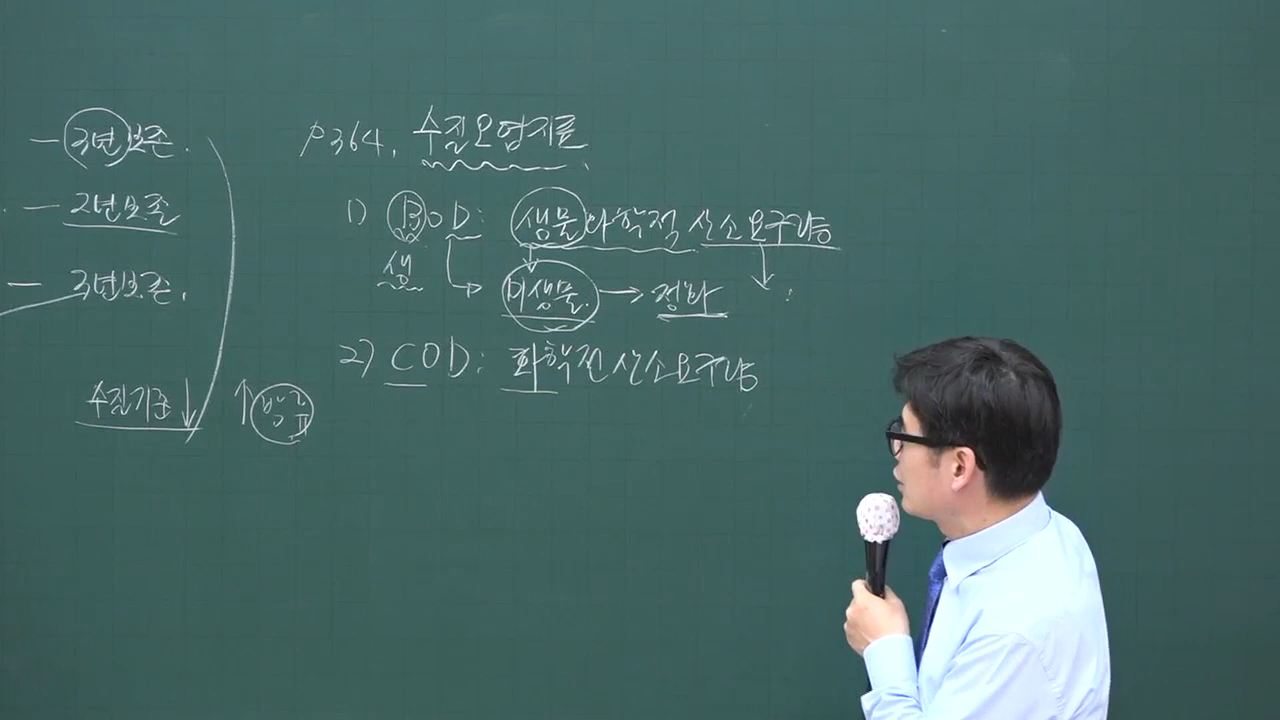 - 3년보존.
- 2년보존
- 3년보존.
수질기준 ↓
↑ 방류
p364. 수질오염지표
1) BOD: 생물화학적 산소요구량
생 → 미생물. → 정화
2) COD: 화학적 산소요구량